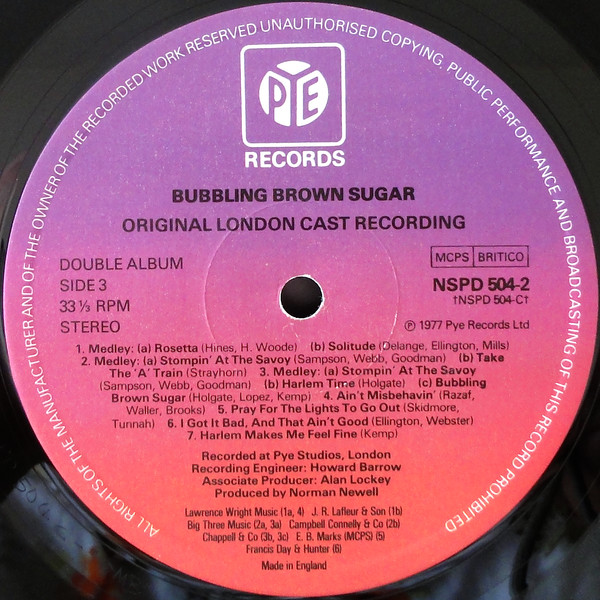 ALL RIGHTS OF THE MANUFACTURER AND OF THE OWNER OF THE RECORDED WORK RESERVED UNAUTHORISED COPYING, PUBLIC PERFORMANCE AND BROADCASTING OF THIS RECORD PROHIBITED
PYE
RECORDS
BUBBLING BROWN SUGAR
ORIGINAL LONDON CAST RECORDING
DOUBLE ALBUM
SIDE 3
33⅓ RPM
STEREO
MCPS BRITICO
NSPD 504-2
†NSPD 504-C†
Ⓟ 1977 Pye Records Ltd
1. Medley: (a) Rosetta (Hines, H. Woode) (b) Solitude (Delange, Ellington, Mills)
2. Medley: (a) Stompin' At The Savoy (Sampson, Webb, Goodman) (b) Take
The 'A' Train (Strayhorn) 3. Medley: (a) Stompin' At The Savoy
(Sampson, Webb, Goodman) (b) Harlem Time (Holgate) (c) Bubbling
Brown Sugar (Holgate, Lopez, Kemp) 4. Ain't Misbehavin' (Razaf,
Waller, Brooks) 5. Pray For The Lights To Go Out (Skidmore,
Tunnah) 6. I Got It Bad, And That Ain't Good (Ellington, Webster)
7. Harlem Makes Me Feel Fine (Kemp)
Recorded at Pye Studios, London
Recording Engineer: Howard Barrow
Associate Producer: Alan Lockey
Produced by Norman Newell
Lawrence Wright Music (1a, 4) J. R. Lafleur & Son (1b)
Big Three Music (2a, 3a) Campbell Connelly & Co (2b)
Chappell & Co (3b, 3c) E. B. Marks (MCPS) (5)
Francis Day & Hunter (6)
Made in England